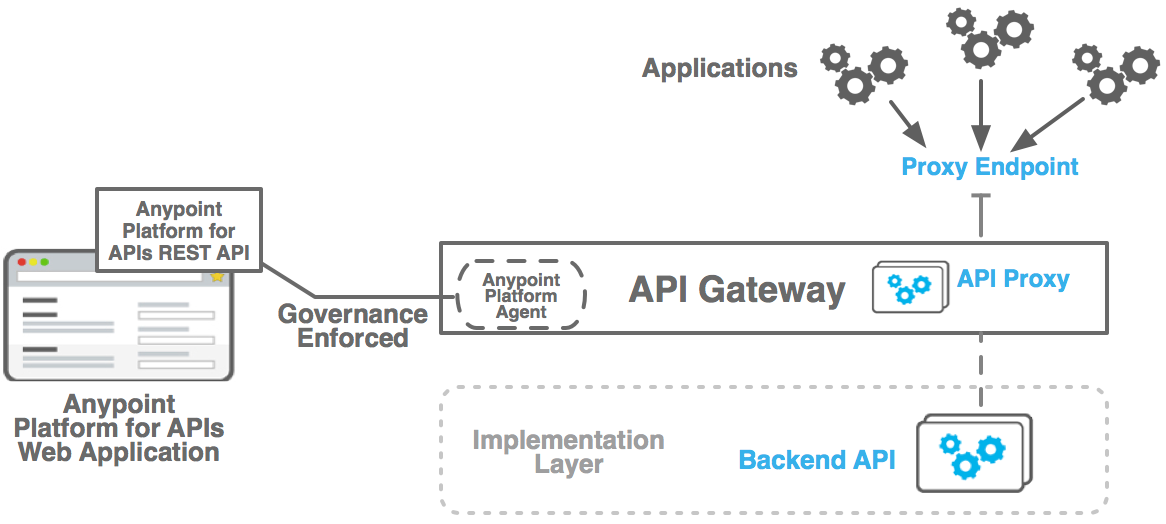 Applications
Proxy Endpoint
Anypoint
Platform for
APIs REST API
Anypoint
Platform
Agent
API Gateway
API Proxy
Governance
Enforced
Anypoint
Platform for APIs
Web Application
Implementation
Layer
Backend API